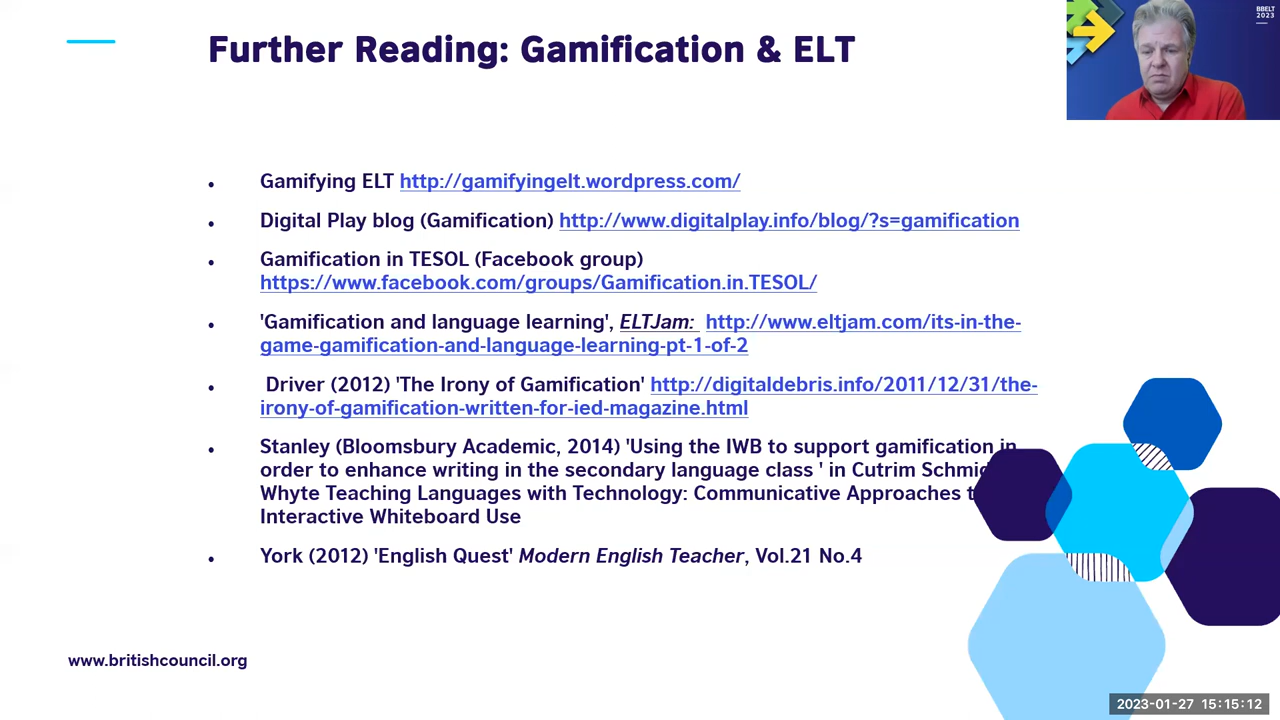 Further Reading: Gamification & ELT
BBELT
2023
• Gamifying ELT http://gamifyingelt.wordpress.com/
• Digital Play blog (Gamification) http://www.digitalplay.info/blog/?s=gamification
• Gamification in TESOL (Facebook group)
https://www.facebook.com/groups/Gamification.in.TESOL/
• 'Gamification and language learning', ELTJam: http://www.eltjam.com/its-in-the-
game-gamification-and-language-learning-pt-1-of-2
• Driver (2012) 'The Irony of Gamification' http://digitaldebris.info/2011/12/31/the-
irony-of-gamification-written-for-ied-magazine.html
• Stanley (Bloomsbury Academic, 2014) 'Using the IWB to support gamification in
order to enhance writing in the secondary language class ' in Cutrim
Whyte Teaching Languages with Technology: Communicative Approaches
Interactive Whiteboard Use
• York (2012) 'English Quest' Modern English Teacher, Vol.21 No.4
www.britishcouncil.org
2023-01-27 15:15:12